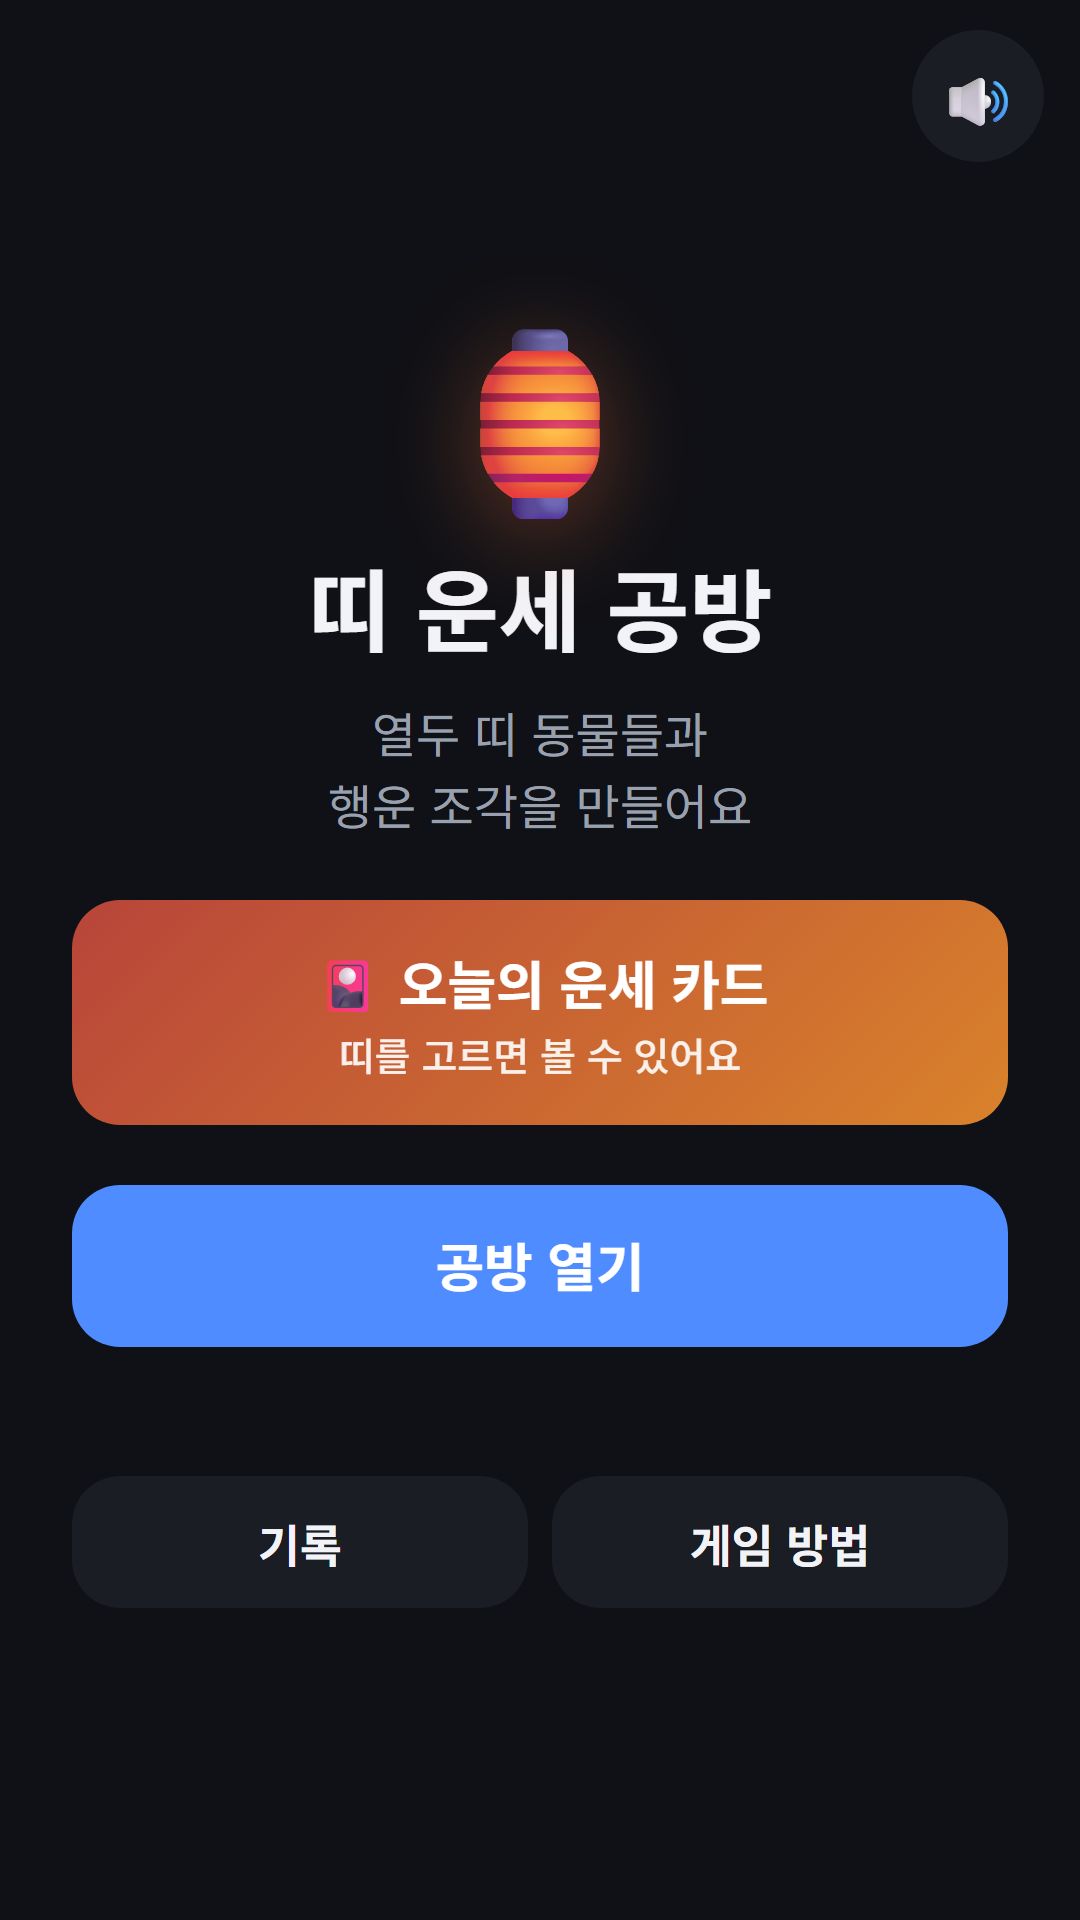 띠 운세 공방
열두 띠 동물들과
행운 조각을 만들어요
오늘의 운세 카드
띠를 고르면 볼 수 있어요
공방 열기
기록
게임 방법